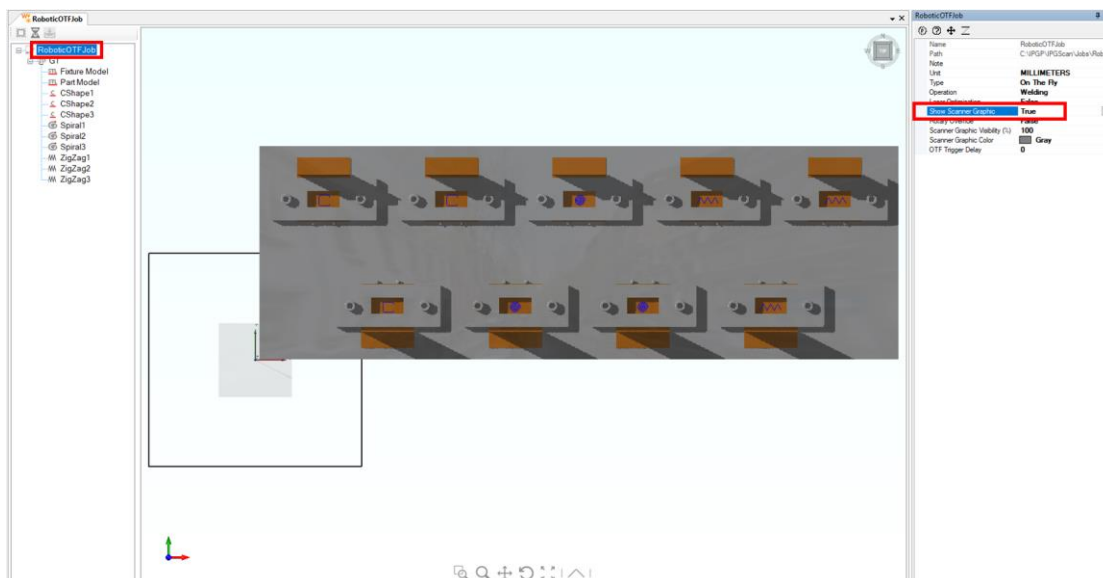 RoboticOTFJob
RoboticOTFJob
G1
Fixture Model
Part Model
CShape1
CShape2
CShape3
Spiral1
Spiral2
Spiral3
ZigZag1
ZigZag2
ZigZag3
RoboticOTFJob
Name RoboticOTFJob
Path C:\IPGP\IPGScan\Jobs\Rob
Note
Unit MILLIMETERS
Type On The Fly
Operation Welding
Show Scanner Graphic True
Rotary Override False
Scanner Graphic Visibility (%) 100
Scanner Graphic Color Gray
OTF Trigger Delay 0